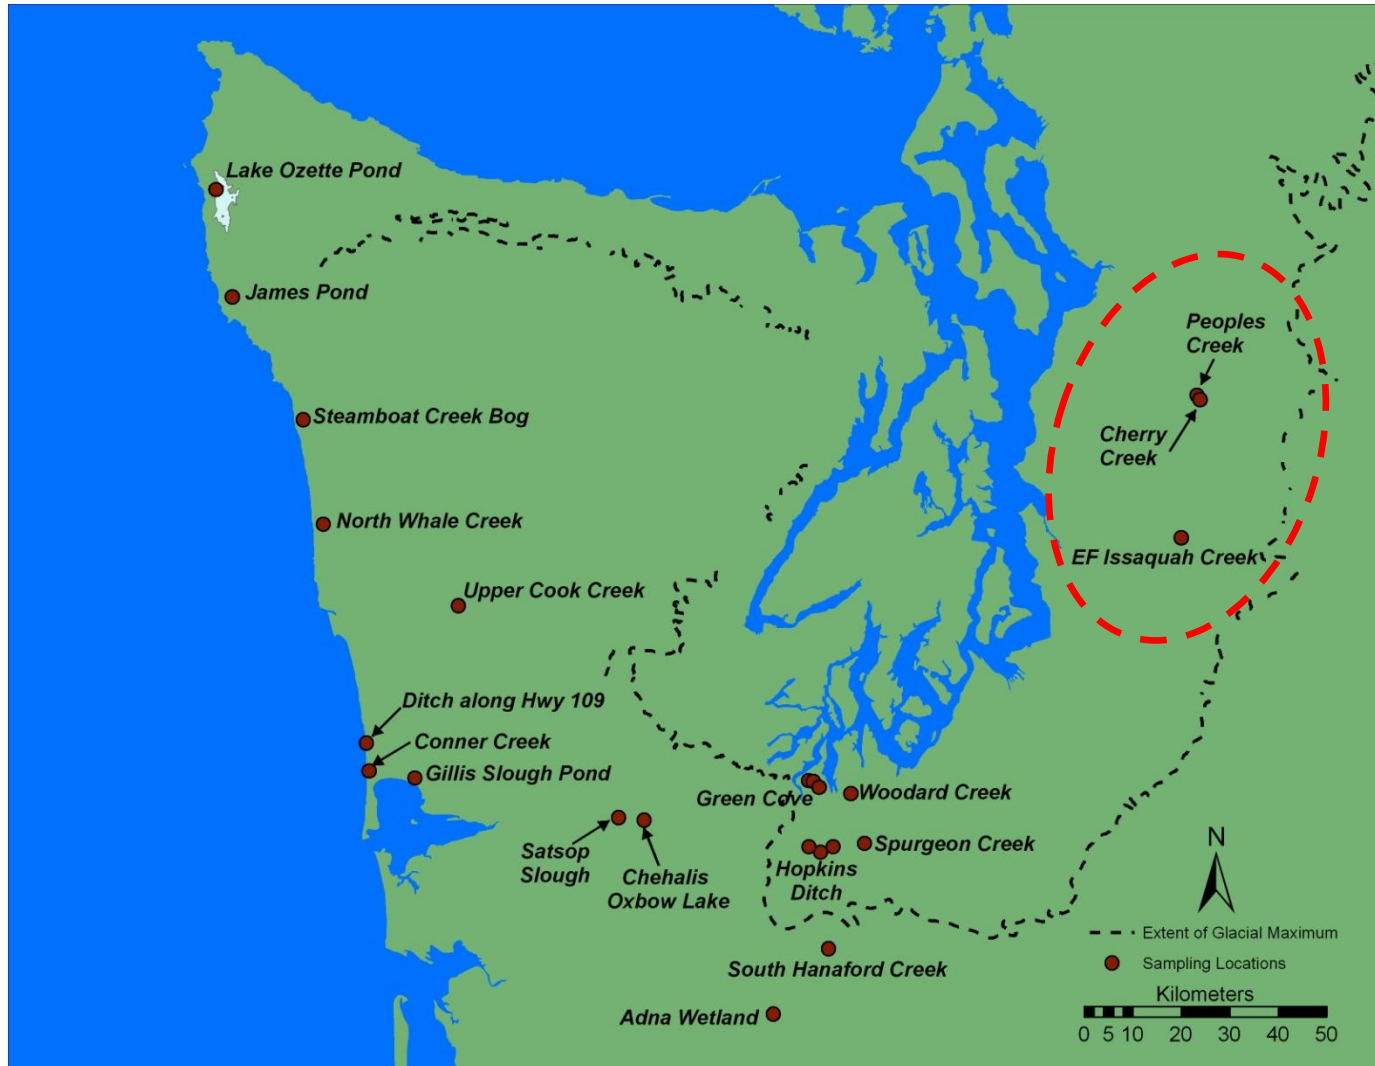 Lake Ozette Pond
James Pond
Peoples
Creek
Steamboat Creek Bog
Cherry
Creek
North Whale Creek
EF Issaquah Creek
Upper Cook Creek
Ditch along Hwy 109
Conner Creek
Gillis Slough Pond
Green Cove
Woodard Creek
Satsop
Slough
Chehalis
Oxbow Lake
Hopkins
Ditch
Spurgeon Creek
N
South Hanaford Creek
Adna Wetland
Extent of Glacial Maximum
Sampling Locations
Kilometers
0 5 10 20 30 40 50